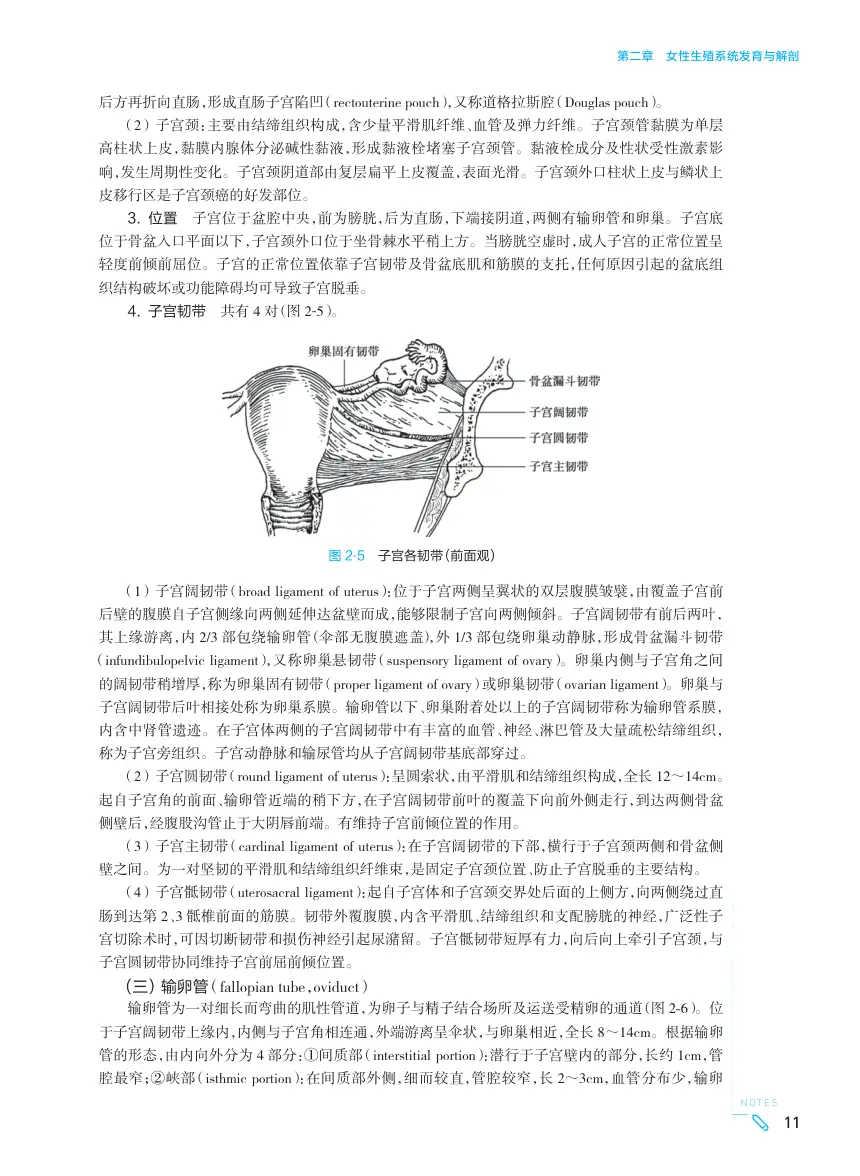 第二章 女性生殖系统发育与解剖
后方再折向直肠,形成直肠子宫陷凹(rectouterine pouch),又称道格拉斯腔(Douglas pouch)。
(2)子宫颈:主要由结缔组织构成,含少量平滑肌纤维、血管及弹力纤维。子宫颈管黏膜为单层
高柱状上皮,黏膜内腺体分泌碱性黏液,形成黏液栓堵塞子宫颈管。黏液栓成分及性状受性激素影
响,发生周期性变化。子宫颈阴道部由复层扁平上皮覆盖,表面光滑。子宫颈外口柱状上皮与鳞状上
皮移行区是子宫颈癌的好发部位。
3. 位置 子宫位于盆腔中央,前为膀胱,后为直肠,下端接阴道,两侧有输卵管和卵巢。子宫底
位于骨盆入口平面以下,子宫颈外口位于坐骨棘水平稍上方。当膀胱空虚时,成人子宫的正常位置呈
轻度前倾前屈位。子宫的正常位置依靠子宫韧带及骨盆底肌和筋膜的支托,任何原因引起的盆底组
织结构破坏或功能障碍均可导致子宫脱垂。
4. 子宫韧带 共有 4 对(图 2-5)。
卵巢固有韧带
骨盆漏斗韧带
子宫阔韧带
子宫圆韧带
子宫主韧带
图 2-5 子宫各韧带(前面观)
(1)子宫阔韧带(broad ligament of uterus):位于子宫两侧呈翼状的双层腹膜皱襞,由覆盖子宫前
后壁的腹膜自子宫侧缘向两侧延伸达盆壁而成,能够限制子宫向两侧倾斜。子宫阔韧带有前后两叶,
其上缘游离,内 2/3 部包绕输卵管(伞部无腹膜遮盖),外 1/3 部包绕卵巢动静脉,形成骨盆漏斗韧带
(infundibulopelvic ligament),又称卵巢悬韧带(suspensory ligament of ovary)。卵巢内侧与子宫角之间
的阔韧带稍增厚,称为卵巢固有韧带(proper ligament of ovary)或卵巢韧带(ovarian ligament)。卵巢与
子宫阔韧带后叶相接处称为卵巢系膜。输卵管以下、卵巢附着处以上的子宫阔韧带称为输卵管系膜,
内含中肾管遗迹。在子宫体两侧的子宫阔韧带中有丰富的血管、神经、淋巴管及大量疏松结缔组织,
称为子宫旁组织。子宫动静脉和输尿管均从子宫阔韧带基底部穿过。
(2)子宫圆韧带(round ligament of uterus):呈圆索状,由平滑肌和结缔组织构成,全长 12～14cm。
起自子宫角的前面、输卵管近端的稍下方,在子宫阔韧带前叶的覆盖下向前外侧走行,到达两侧骨盆
侧壁后,经腹股沟管止于大阴唇前端。有维持子宫前倾位置的作用。
(3)子宫主韧带(cardinal ligament of uterus):在子宫阔韧带的下部,横行于子宫颈两侧和骨盆侧
壁之间。为一对坚韧的平滑肌和结缔组织纤维束,是固定子宫颈位置、防止子宫脱垂的主要结构。
(4)子宫骶韧带(uterosacral ligament):起自子宫体和子宫颈交界处后面的上侧方,向两侧绕过直
肠到达第 2、3 骶椎前面的筋膜。韧带外覆腹膜,内含平滑肌、结缔组织和支配膀胱的神经,广泛性子
宫切除术时,可因切断韧带和损伤神经引起尿潴留。子宫骶韧带短厚有力,向后向上牵引子宫颈,与
子宫圆韧带协同维持子宫前屈前倾位置。
(三)输卵管(fallopian tube,oviduct)
输卵管为一对细长而弯曲的肌性管道,为卵子与精子结合场所及运送受精卵的通道(图 2-6)。位
于子宫阔韧带上缘内,内侧与子宫角相连通,外端游离呈伞状,与卵巢相近,全长 8～14cm。根据输卵
管的形态,由内向外分为 4 部分:①间质部(interstitial portion):潜行于子宫壁内的部分,长约 1cm,管
腔最窄;②峡部(isthmic portion):在间质部外侧,细而较直,管腔较窄,长 2～3cm,血管分布少,输卵
NOTES
11